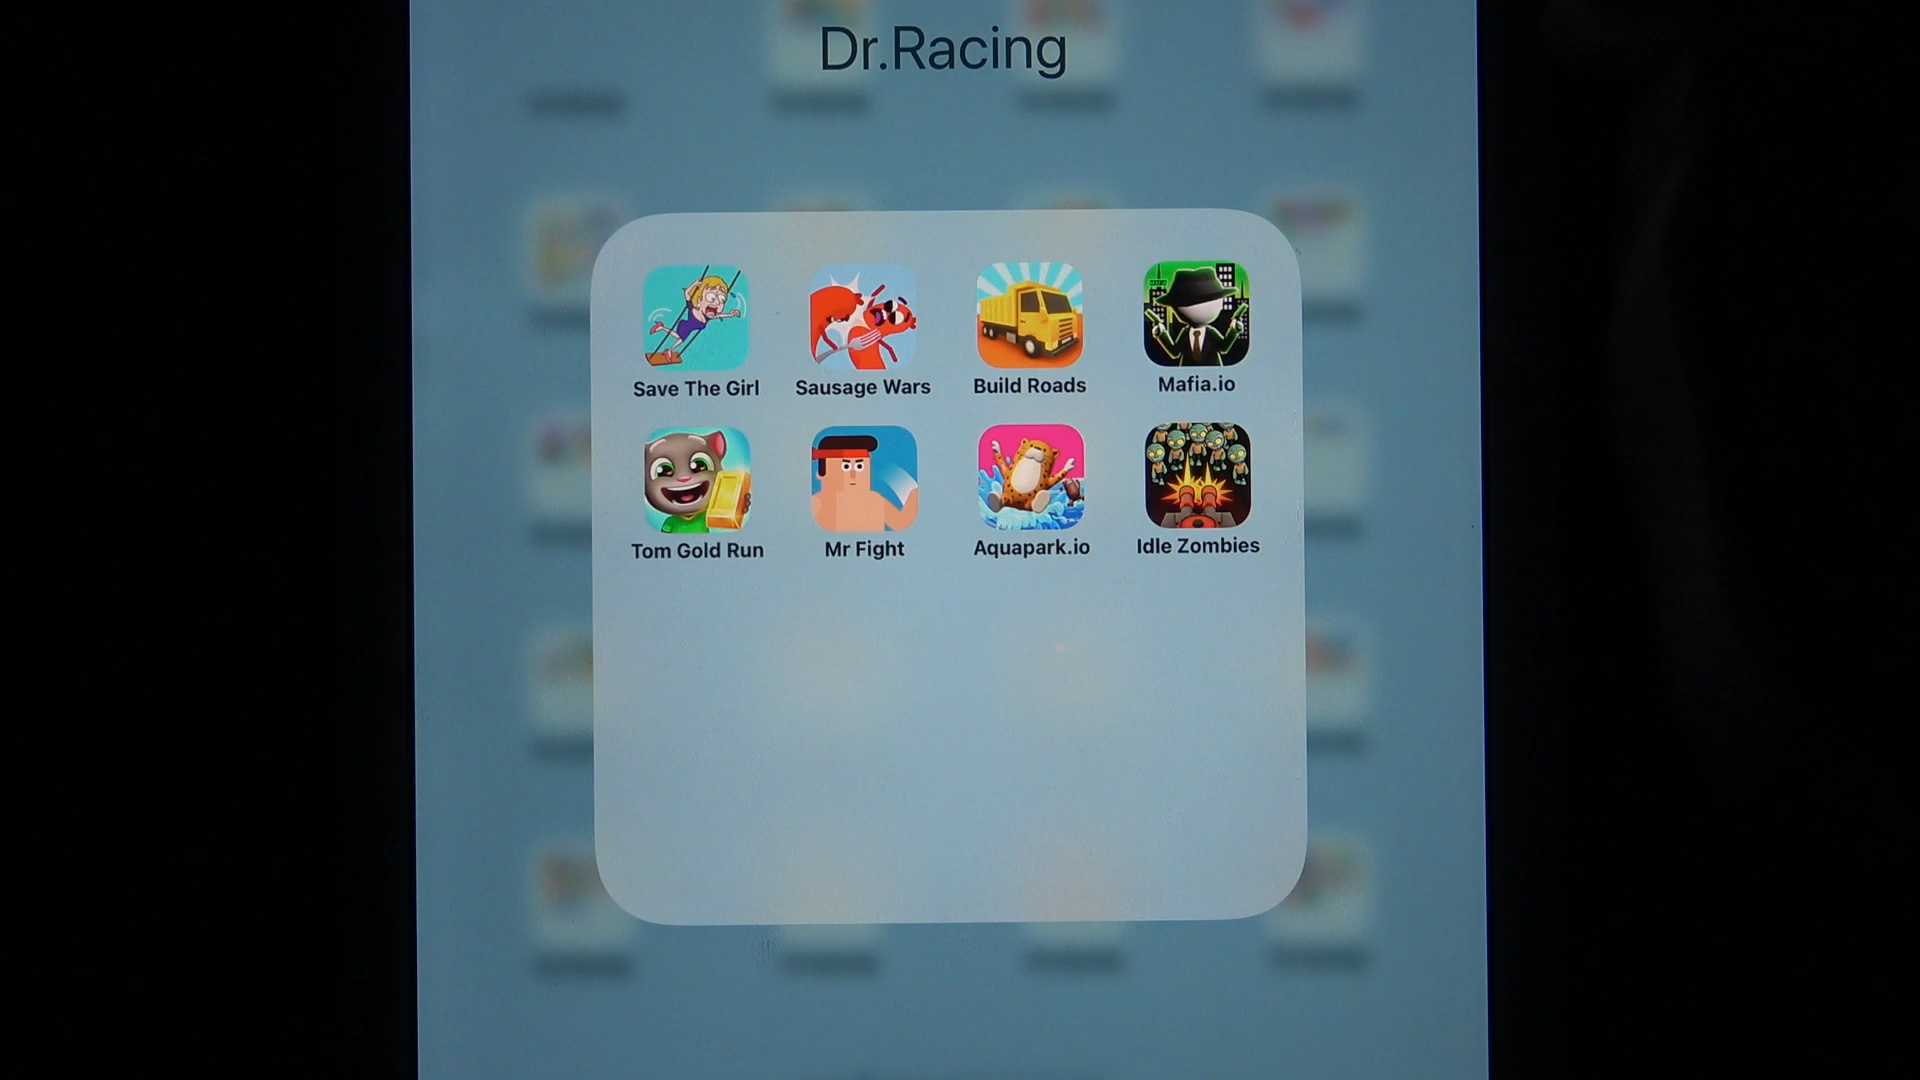 Dr.Racing
Save The Girl
Sausage Wars
Build Roads
Mafia.io
Tom Gold Run
Mr Fight
Aquapark.io
Idle Zombies